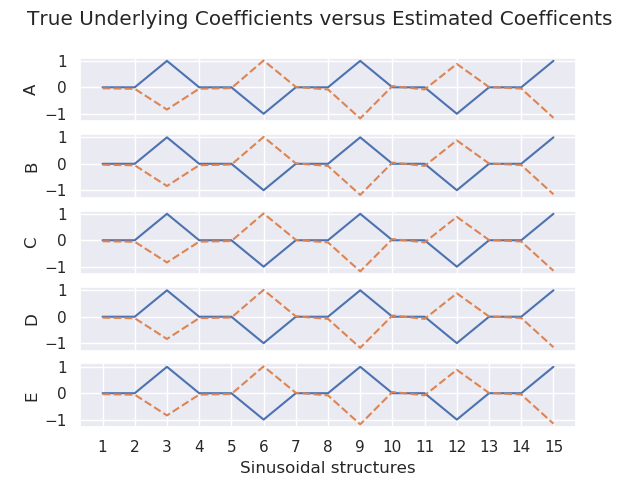 True Underlying Coefficients versus Estimated Coefficents
1
0
−1
A
1
0
−1
B
1
0
−1
C
1
0
−1
D
1
0
−1
E
1 2 3 4 5 6 7 8 9 10 11 12 13 14 15
Sinusoidal structures